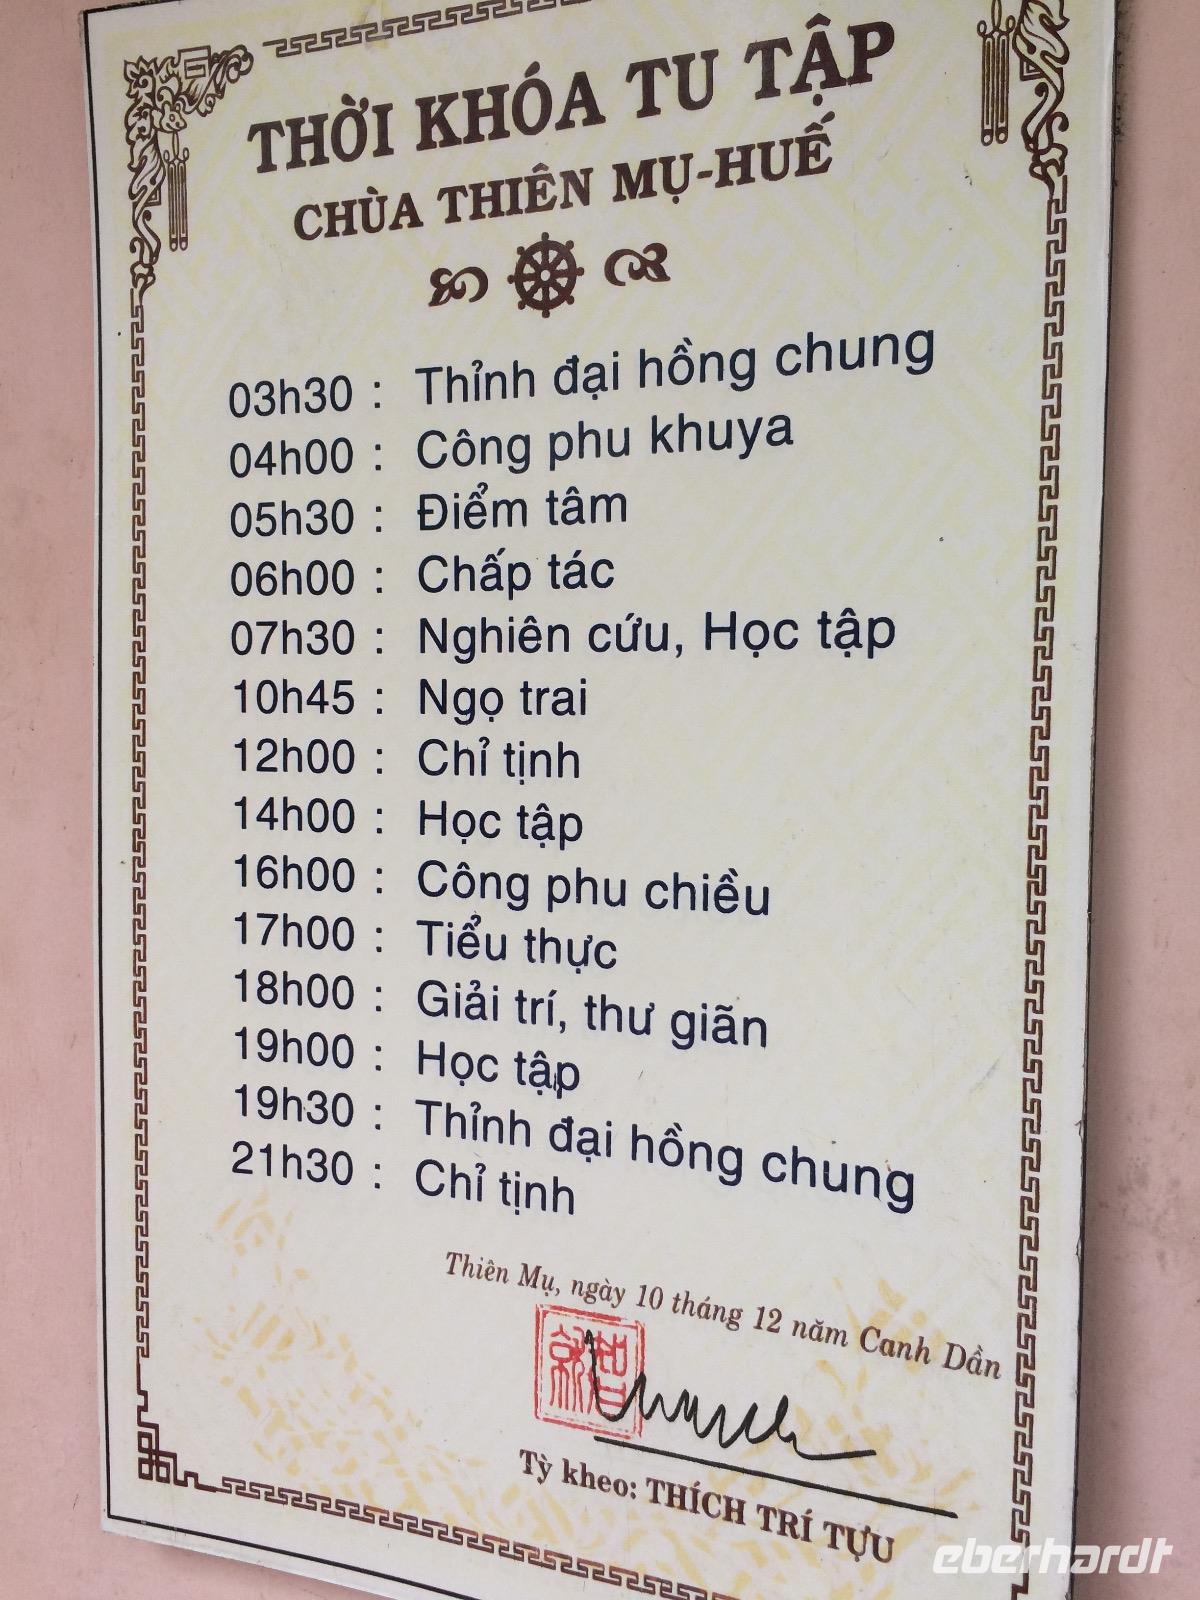 THỜI KHÓA TU TẬP
CHÙA THIÊN MỤ-HUẾ
03h30 : Thỉnh đại hồng chung
04h00 : Công phu khuya
05h30 : Điểm tâm
06h00 : Chấp tác
07h30 : Nghiên cứu, Học tập
10h45 : Ngọ trai
12h00 : Chỉ tịnh
14h00 : Học tập
16h00 : Công phu chiều
17h00 : Tiểu thực
18h00 : Giải trí, thư giãn
19h00 : Học tập
19h30 : Thỉnh đại hồng chung
21h30 : Chỉ tịnh
Thiên Mụ, ngày 10 tháng 12 năm Canh Dần
Tỳ kheo: THÍCH TRÍ TỰU
eberhardt